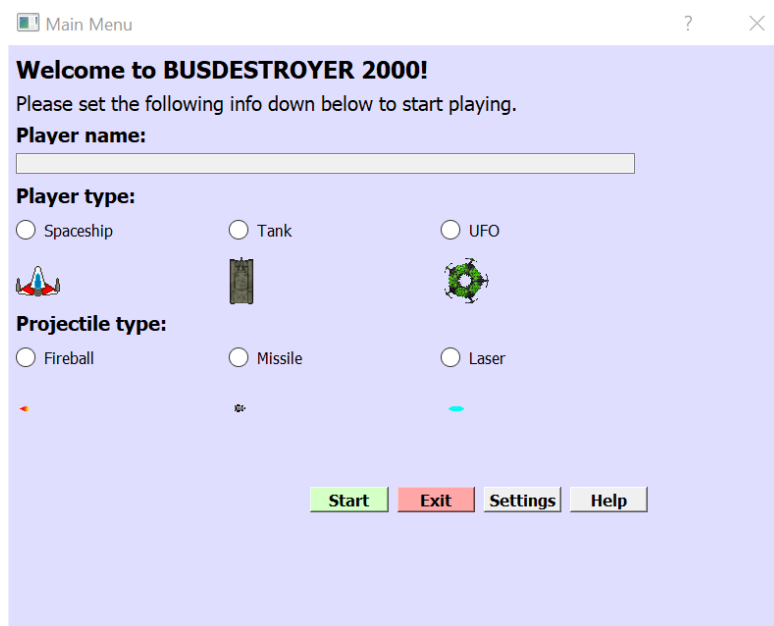 Main Menu
?
Welcome to BUSDESTROYER 2000!
Please set the following info down below to start playing.
Player name:
Player type:
Spaceship Tank UFO
Projectile type:
Fireball Missile Laser
Start Exit Settings Help